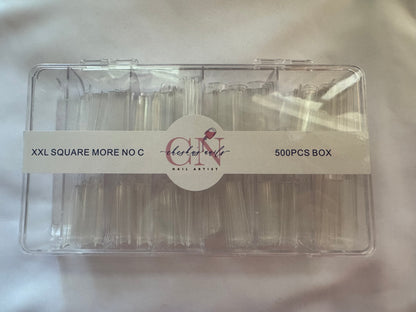 XXL SQUARE MORE NO C
CN
NAIL ARTIST
500PCS BOX